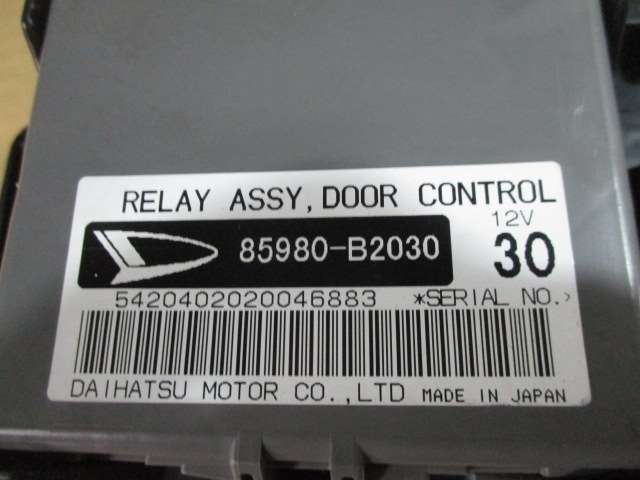 RELAY ASSY, DOOR CONTROL
12V
85980-B2030
30
5420402020046883 *SERIAL NO.
DAIHATSU MOTOR CO.,LTD MADE IN JAPAN